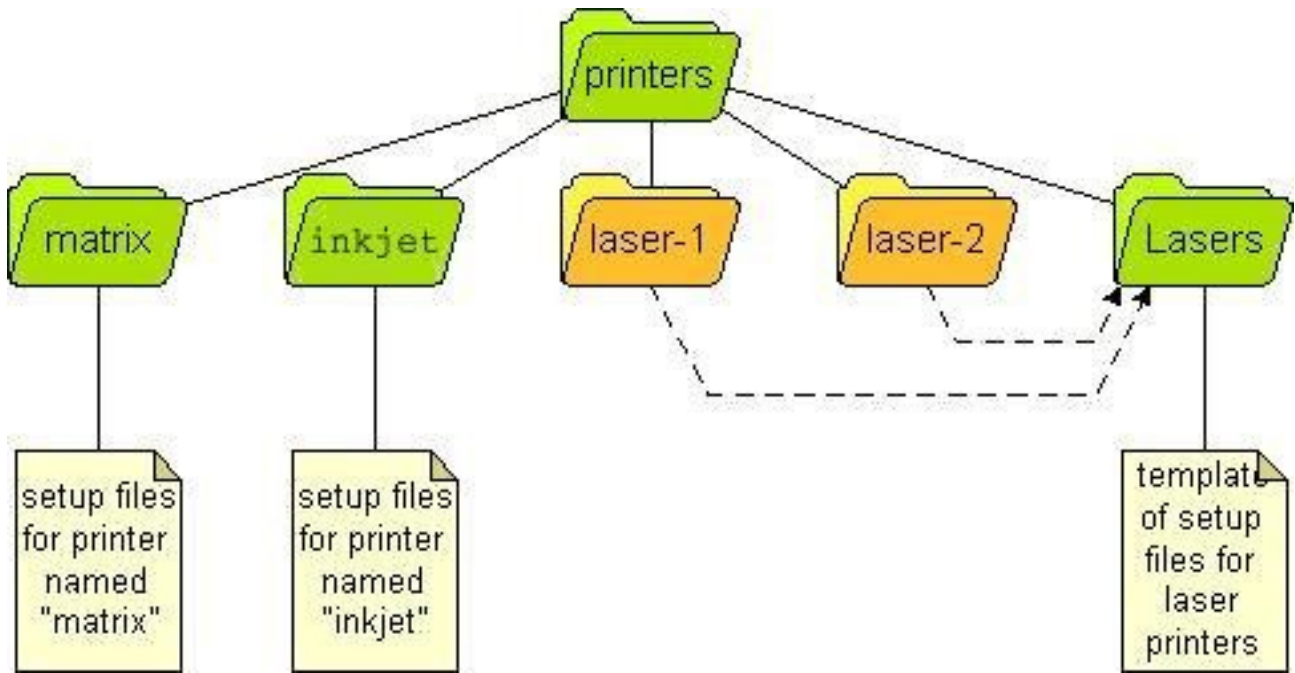 printers
matrix
inkjet
laser-1
laser-2
Lasers
setup files
for printer
named
"matrix"
setup files
for printer
named
"inkjet"
template
of setup
files for
laser
printers